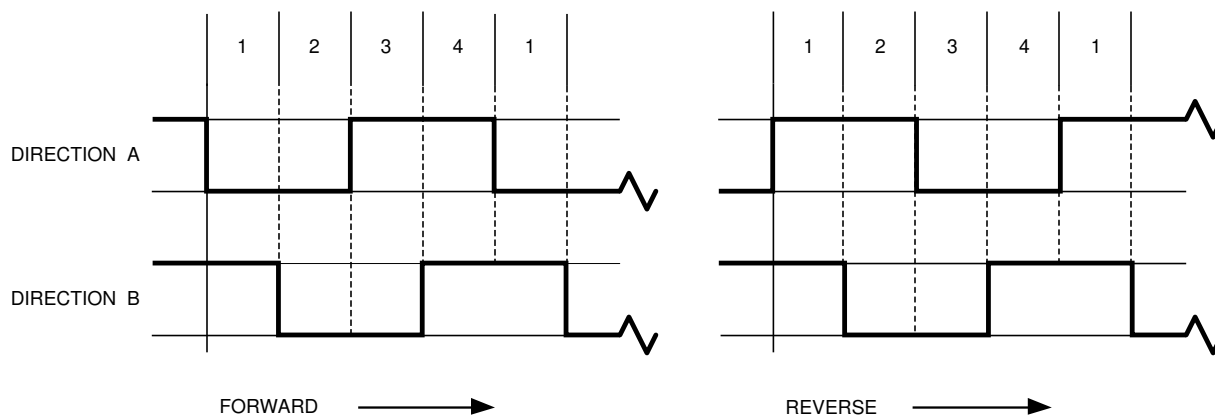 1 2 3 4 1
1 2 3 4 1
DIRECTION A
DIRECTION B
FORWARD
REVERSE